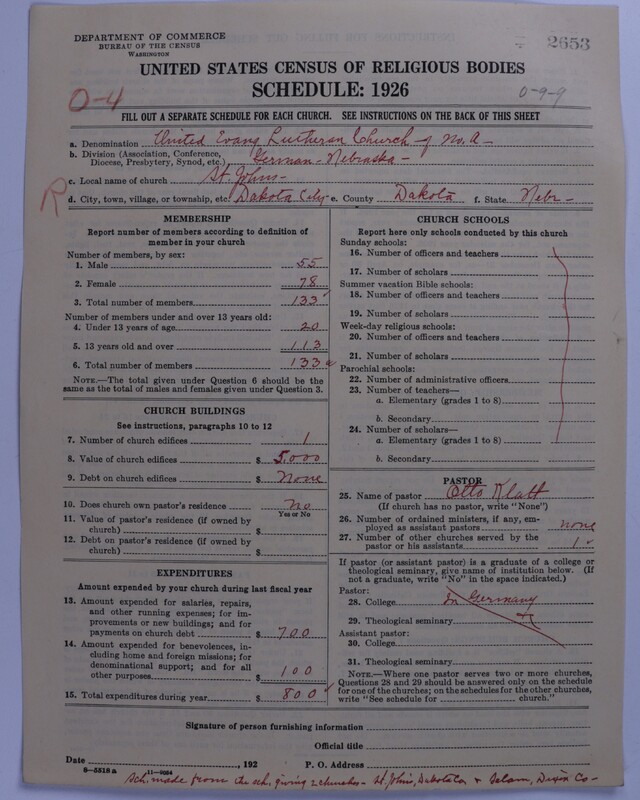 DEPARTMENT OF COMMERCE
BUREAU OF THE CENSUS
WASHINGTON
2653
UNITED STATES CENSUS OF RELIGIOUS BODIES
SCHEDULE: 1926
0-4
0-9-9
FILL OUT A SEPARATE SCHEDULE FOR EACH CHURCH. SEE INSTRUCTIONS ON THE BACK OF THIS SHEET
a. Denomination United Evang Lutheran Church of No. A-
b. Division (Association, Conference, Diocese, Presbytery, Synod, etc.) German-Nebraska-
c. Local name of church St. Johns-
R
d. City, town, village, or township, etc. Dakota City- e. County Dakota f. State Nebr-
MEMBERSHIP
Report number of members according to definition of member in your church
Number of members, by sex:
1. Male 55
2. Female 78
3. Total number of members 133
Number of members under and over 13 years old:
4. Under 13 years of age 20
5. 13 years old and over 113
6. Total number of members 133
NOTE.—The total given under Question 6 should be the same as the total of males and females given under Question 3.
CHURCH BUILDINGS
See instructions, paragraphs 10 to 12
7. Number of church edifices 1
8. Value of church edifices $ 5.000
9. Debt on church edifices $ None
10. Does church own pastor's residence No
Yes or No
11. Value of pastor's residence (if owned by church) $
12. Debt on pastor's residence (if owned by church) $
EXPENDITURES
Amount expended by your church during last fiscal year
13. Amount expended for salaries, repairs, and other running expenses; for improvements or new buildings; and for payments on church debt $ 700
14. Amount expended for benevolences, including home and foreign missions; for denominational support; and for all other purposes $ 100
15. Total expenditures during year $ 800
CHURCH SCHOOLS
Report here only schools conducted by this church
Sunday schools:
16. Number of officers and teachers
17. Number of scholars
Summer vacation Bible schools:
18. Number of officers and teachers
19. Number of scholars
Week-day religious schools:
20. Number of officers and teachers
21. Number of scholars
Parochial schools:
22. Number of administrative officers
23. Number of teachers—
a. Elementary (grades 1 to 8)
b. Secondary
24. Number of scholars—
a. Elementary (grades 1 to 8)
b. Secondary
PASTOR
25. Name of pastor Otto Klatt
(If church has no pastor, write "None")
26. Number of ordained ministers, if any, employed as assistant pastors none
27. Number of other churches served by the pastor or his assistants 1
If pastor (or assistant pastor) is a graduate of a college or theological seminary, give name of institution below. (If not a graduate, write "No" in the space indicated.)
Pastor:
28. College In Germany
29. Theological seminary
Assistant pastor:
30. College
31. Theological seminary
NOTE.—Where one pastor serves two or more churches, Questions 28 and 29 should be answered only on the schedule for one of the churches; on the schedules for the other churches, write "See schedule for church."
Signature of person furnishing information
Official title
Date , 192 P. O. Address
8-5518a 11-9054
Sch. made from the sch. giving 2 churches - St. John's, Dakota Co + Salem, Dixon Co-